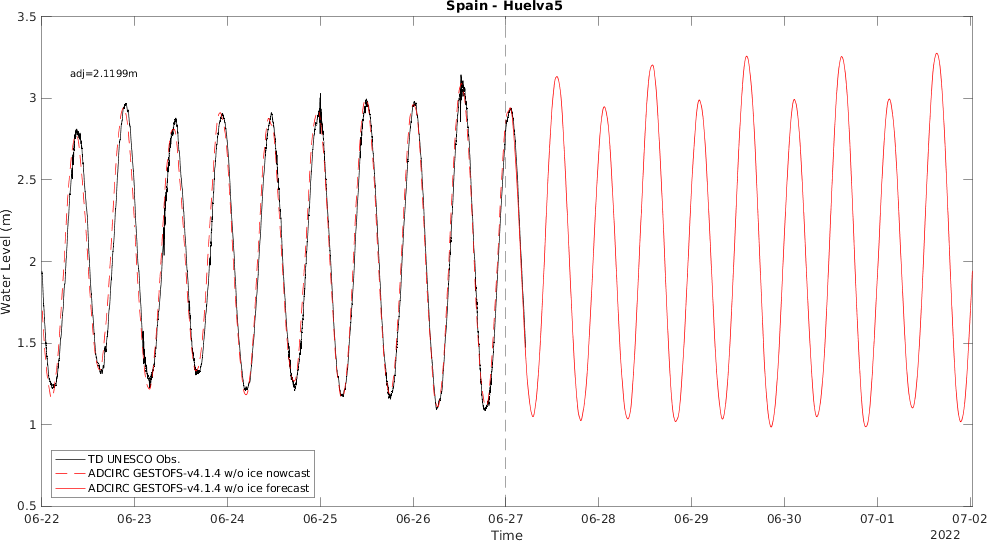 Spain - Huelva5
3.5
adj=2.1199m
3
2.5
Water Level (m)
2
1.5
1
TD UNESCO Obs.
ADCIRC GESTOFS-v4.1.4 w/o ice nowcast
ADCIRC GESTOFS-v4.1.4 w/o ice forecast
0.5
06-22 06-23 06-24 06-25 06-26 06-27 06-28 06-29 06-30 07-01 07-02
Time
2022